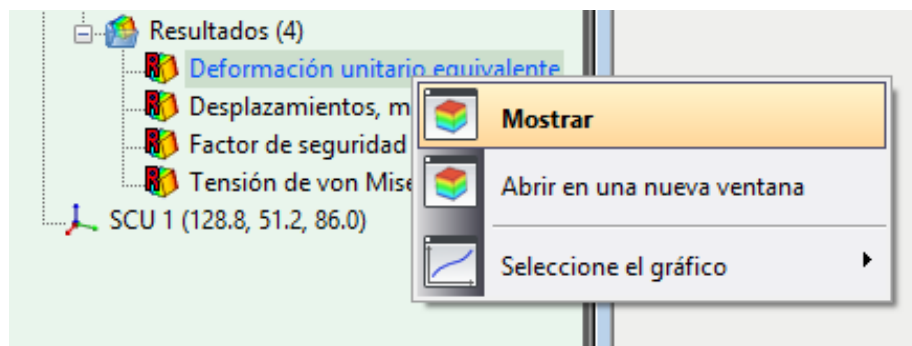 Resultados (4)
Deformación unitario equivalente
Desplazamientos, m
Factor de seguridad
Tensión de von Mise
SCU 1 (128.8, 51.2, 86.0)
Mostrar
Abrir en una nueva ventana
Seleccione el gráfico